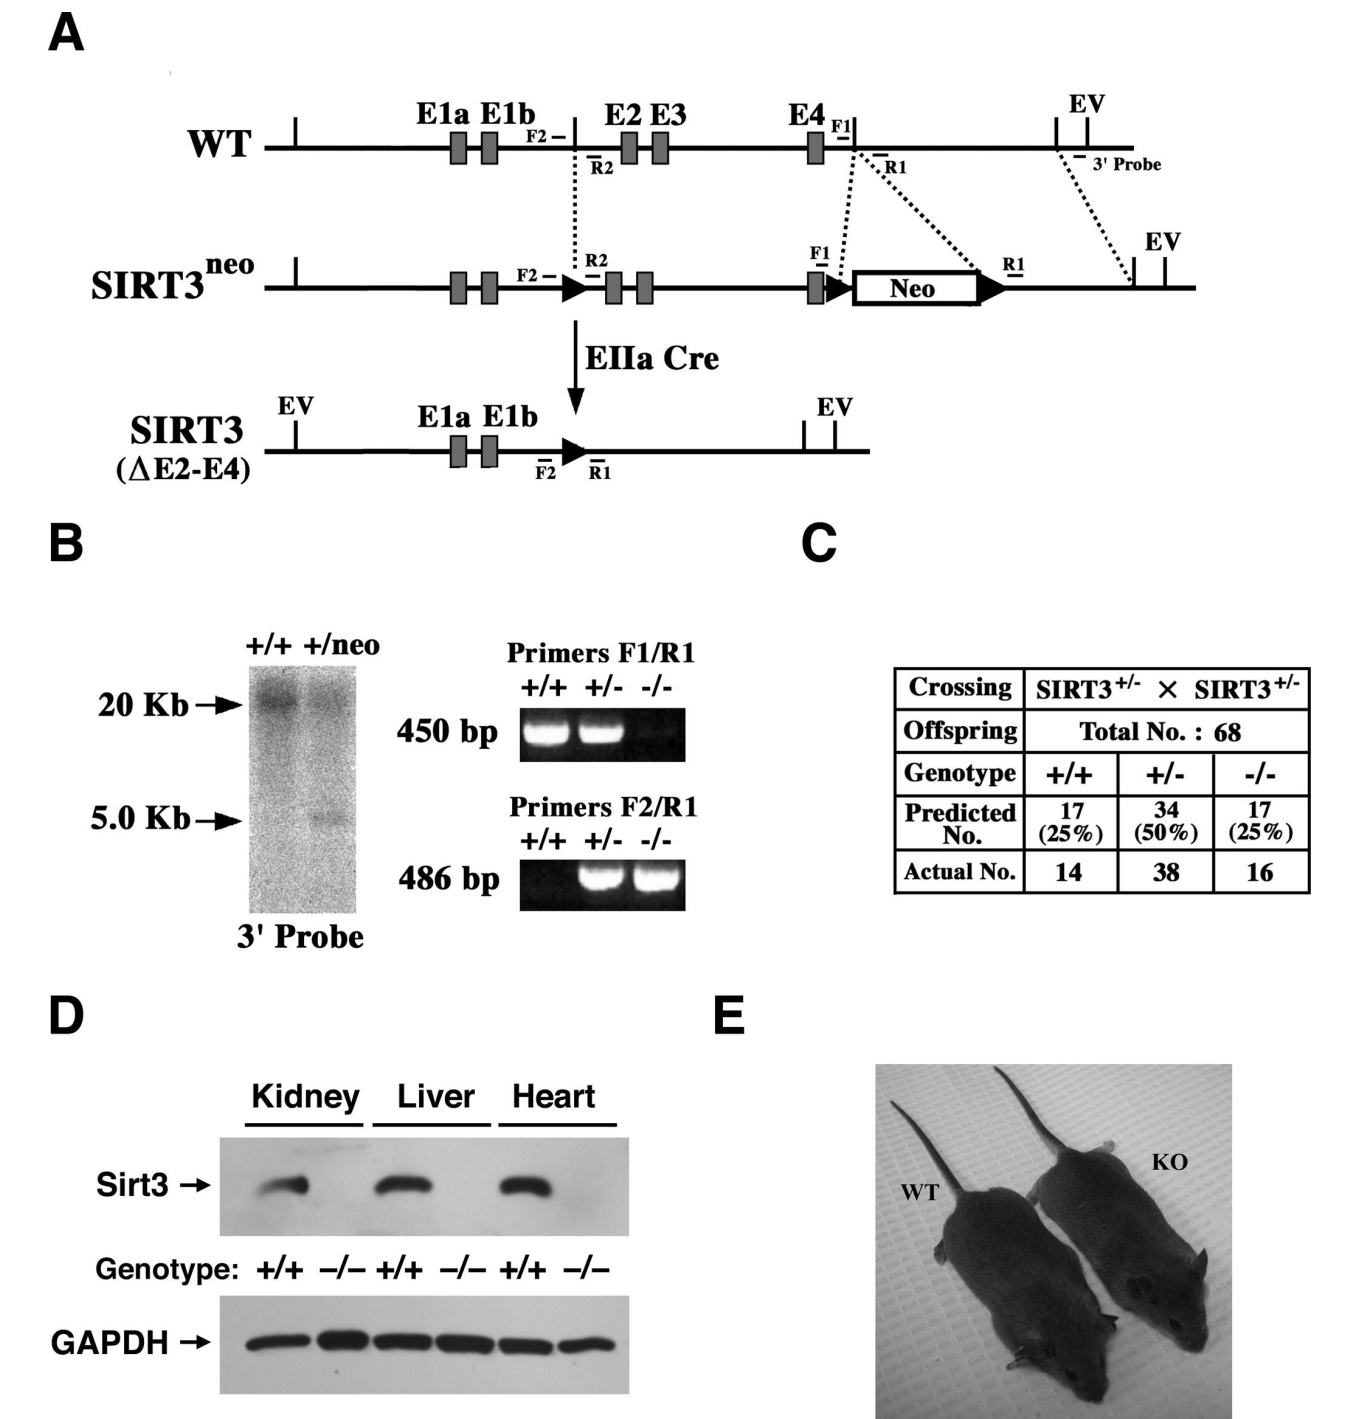 A
E1a E1b E2 E3 E4 EV
F2 F1
WT
R2 R1 3' Probe
EV
F2 R2 F1 R1
SIRT3neo
Neo
EIIa Cre
EV EV
E1a E1b
SIRT3
(ΔE2-E4)
F2 R1
B
+/+ +/neo
20 Kb
5.0 Kb
3' Probe
Primers F1/R1
+/+ +/- -/-
450 bp
Primers F2/R1
+/+ +/- -/-
486 bp
C
Crossing SIRT3+/- × SIRT3+/-
Offspring Total No. : 68
Genotype +/+ +/- -/-
Predicted No. 17 (25%) 34 (50%) 17 (25%)
Actual No. 14 38 16
D
Kidney Liver Heart
Sirt3
Genotype: +/+ –/– +/+ –/– +/+ –/–
GAPDH
E
WT
KO